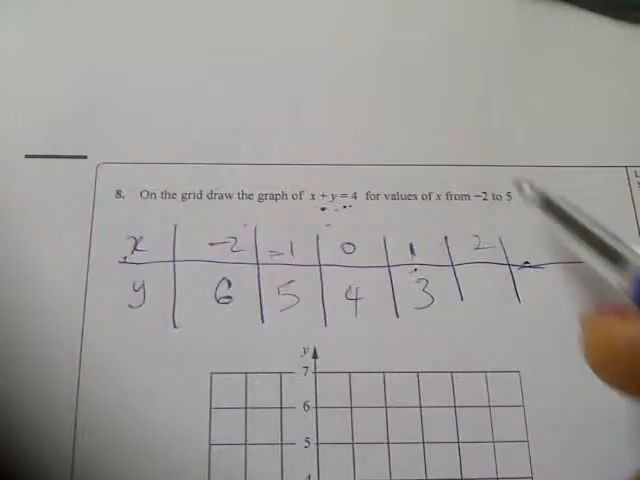 8. On the grid draw the graph of x + y = 4 for values of x from −2 to 5
x -2 -1 0 1 2
y 6 5 4 3
y
7
6
5